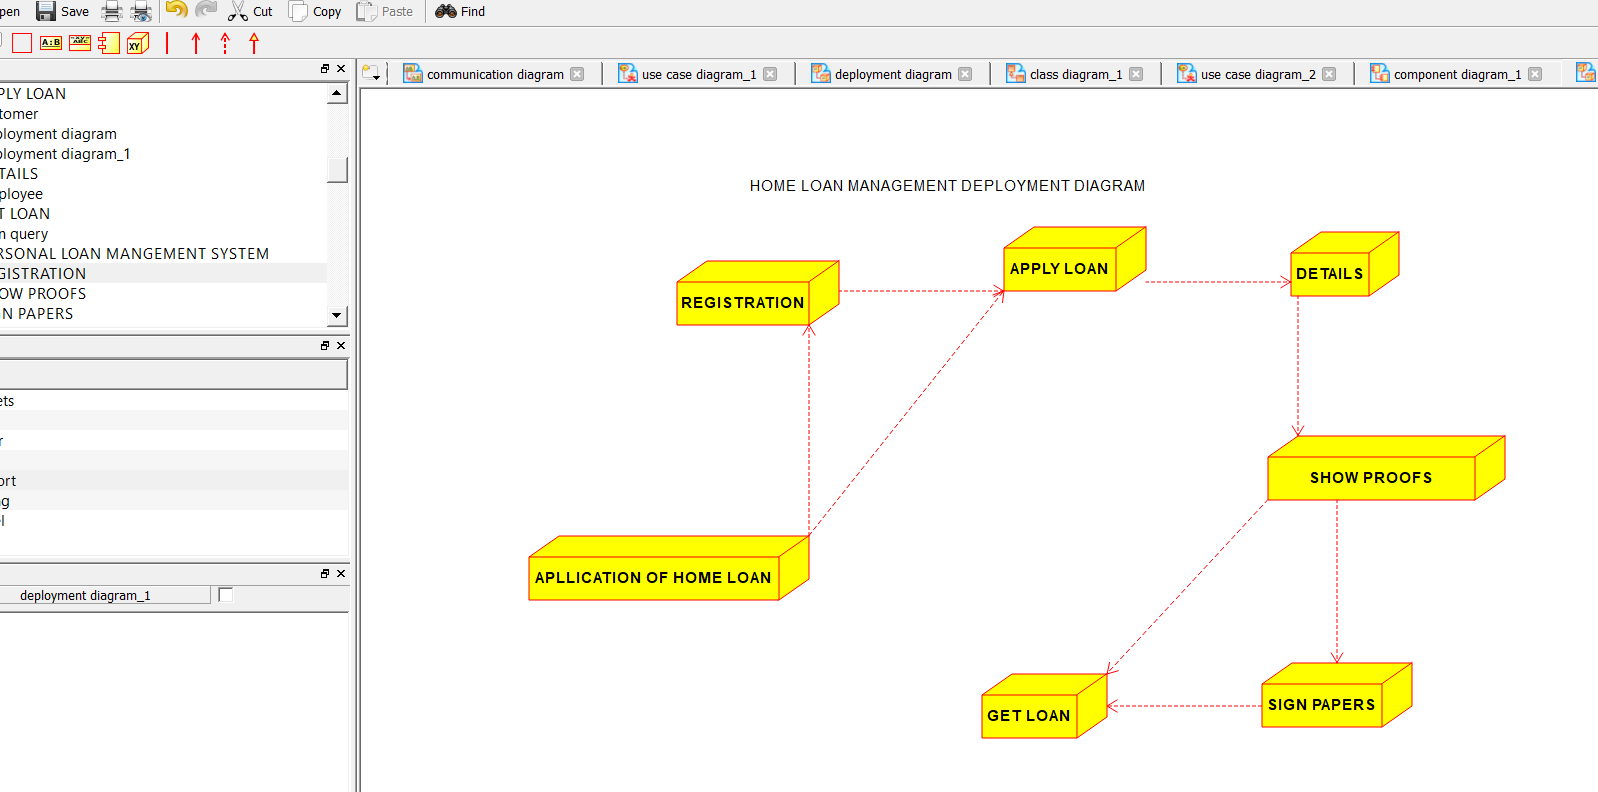 pen Save Cut Copy Paste Find
A:B XY ABC XY
communication diagram use case diagram_1 deployment diagram class diagram_1 use case diagram_2 component diagram_1
PLY LOAN
tomer
ployment diagram
ployment diagram_1
TAILS
ployee
T LOAN
n query
RSONAL LOAN MANGEMENT SYSTEM
GISTRATION
OW PROOFS
N PAPERS
ets
r
ort
g
el
deployment diagram_1
HOME LOAN MANAGEMENT DEPLOYMENT DIAGRAM
APPLY LOAN
DETAILS
REGISTRATION
SHOW PROOFS
APLLICATION OF HOME LOAN
SIGN PAPERS
GET LOAN